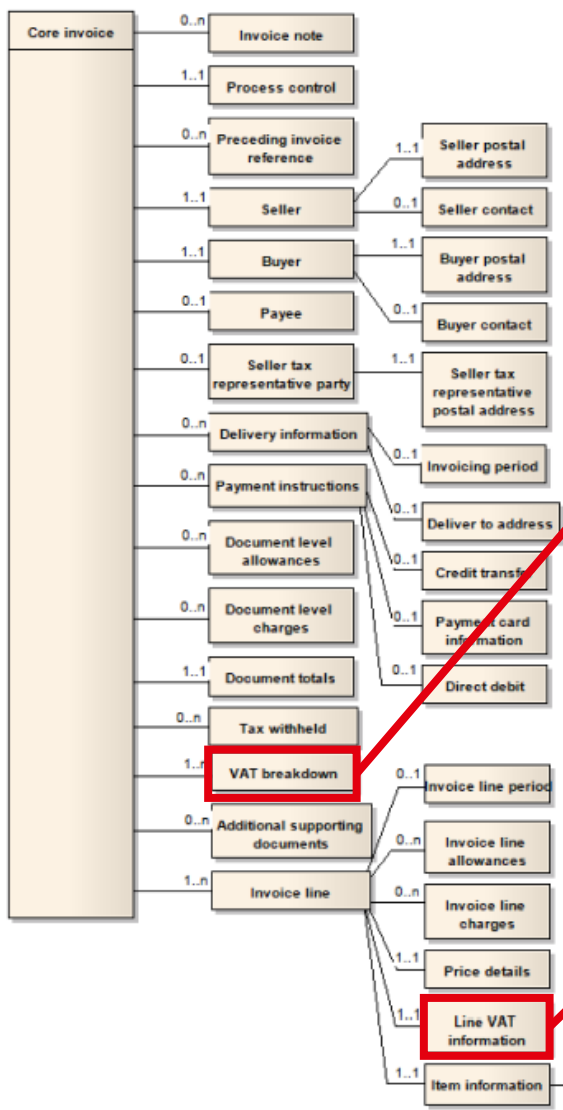 Core invoice
0..n
Invoice note
1..1
Process control
0..n
Preceding invoice
reference
1..1
Seller
1..1
Seller postal
address
0..1
Seller contact
1..1
Buyer
1..1
Buyer postal
address
0..1
Buyer contact
0..1
Payee
0..1
Seller tax
representative party
1..1
Seller tax
representative
postal address
0..n
Delivery information
0..1
Invoicing period
0..1
Deliver to address
0..n
Payment instructions
0..1
Credit transfer
0..1
Payment card
information
0..1
Direct debit
0..n
Document level
allowances
0..n
Document level
charges
1..1
Document totals
0..n
Tax withheld
1..n
VAT breakdown
0..n
Additional supporting
documents
1..n
Invoice line
0..1
Invoice line period
0..n
Invoice line
allowances
0..n
Invoice line
charges
1..1
Price details
1..1
Line VAT
information
1..1
Item information